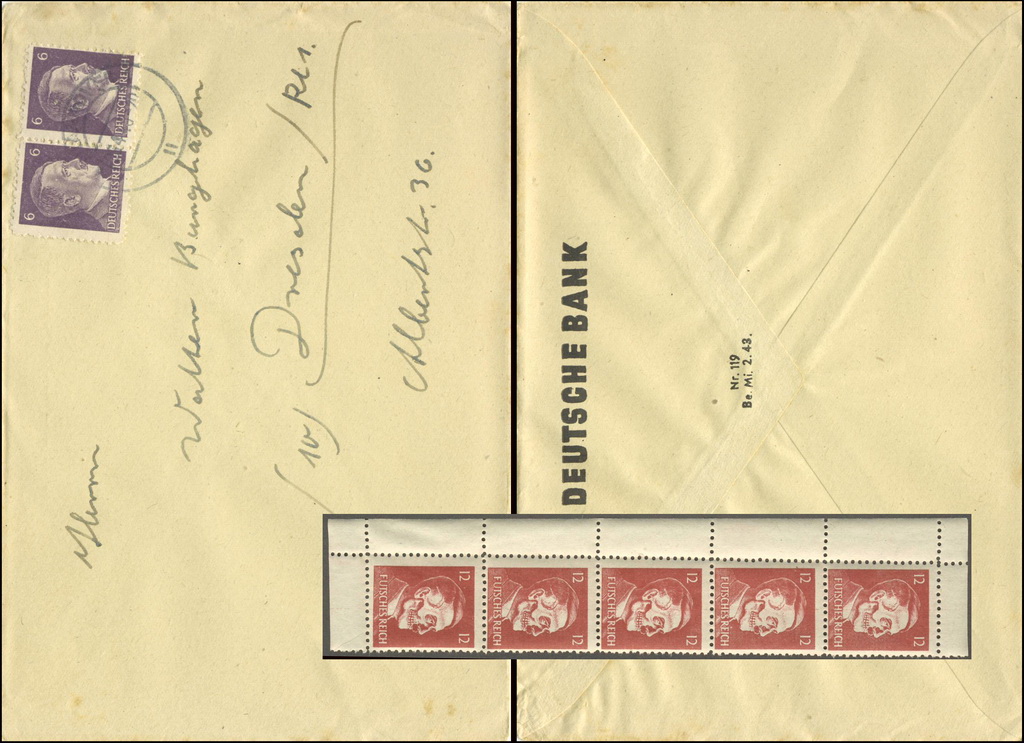 6 6
DEUTSCHES REICH
6 6
DEUTSCHES REICH
Herrn
Walter Bunghagen
(10) Dresden / Kls.
Albertstr. 36.
DEUTSCHE BANK
Nr. 119
Be. Mi. 2. 43.
12 12
FUTSCHES REICH
12 12
FUTSCHES REICH
12 12
FUTSCHES REICH
12 12
FUTSCHES REICH
12 12
FUTSCHES REICH